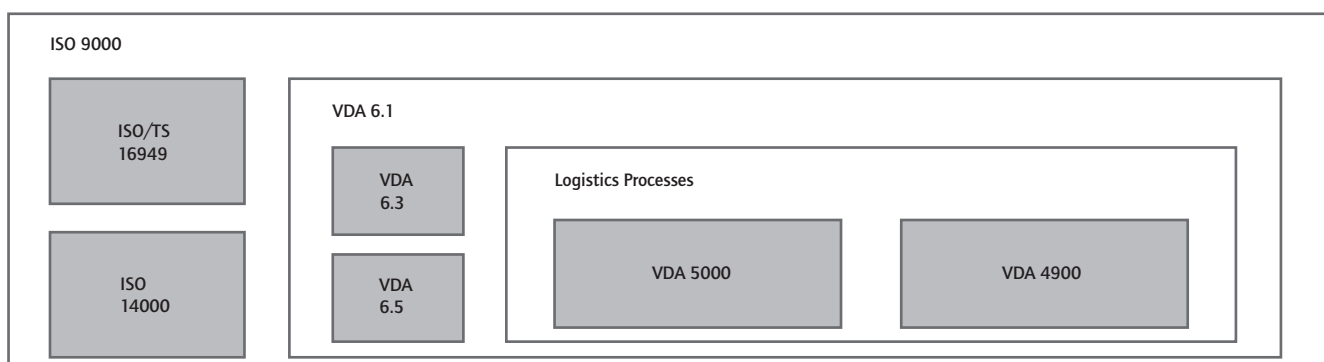 ISO 9000
ISO/TS
16949
ISO
14000
VDA 6.1
VDA
6.3
VDA
6.5
Logistics Processes
VDA 5000
VDA 4900